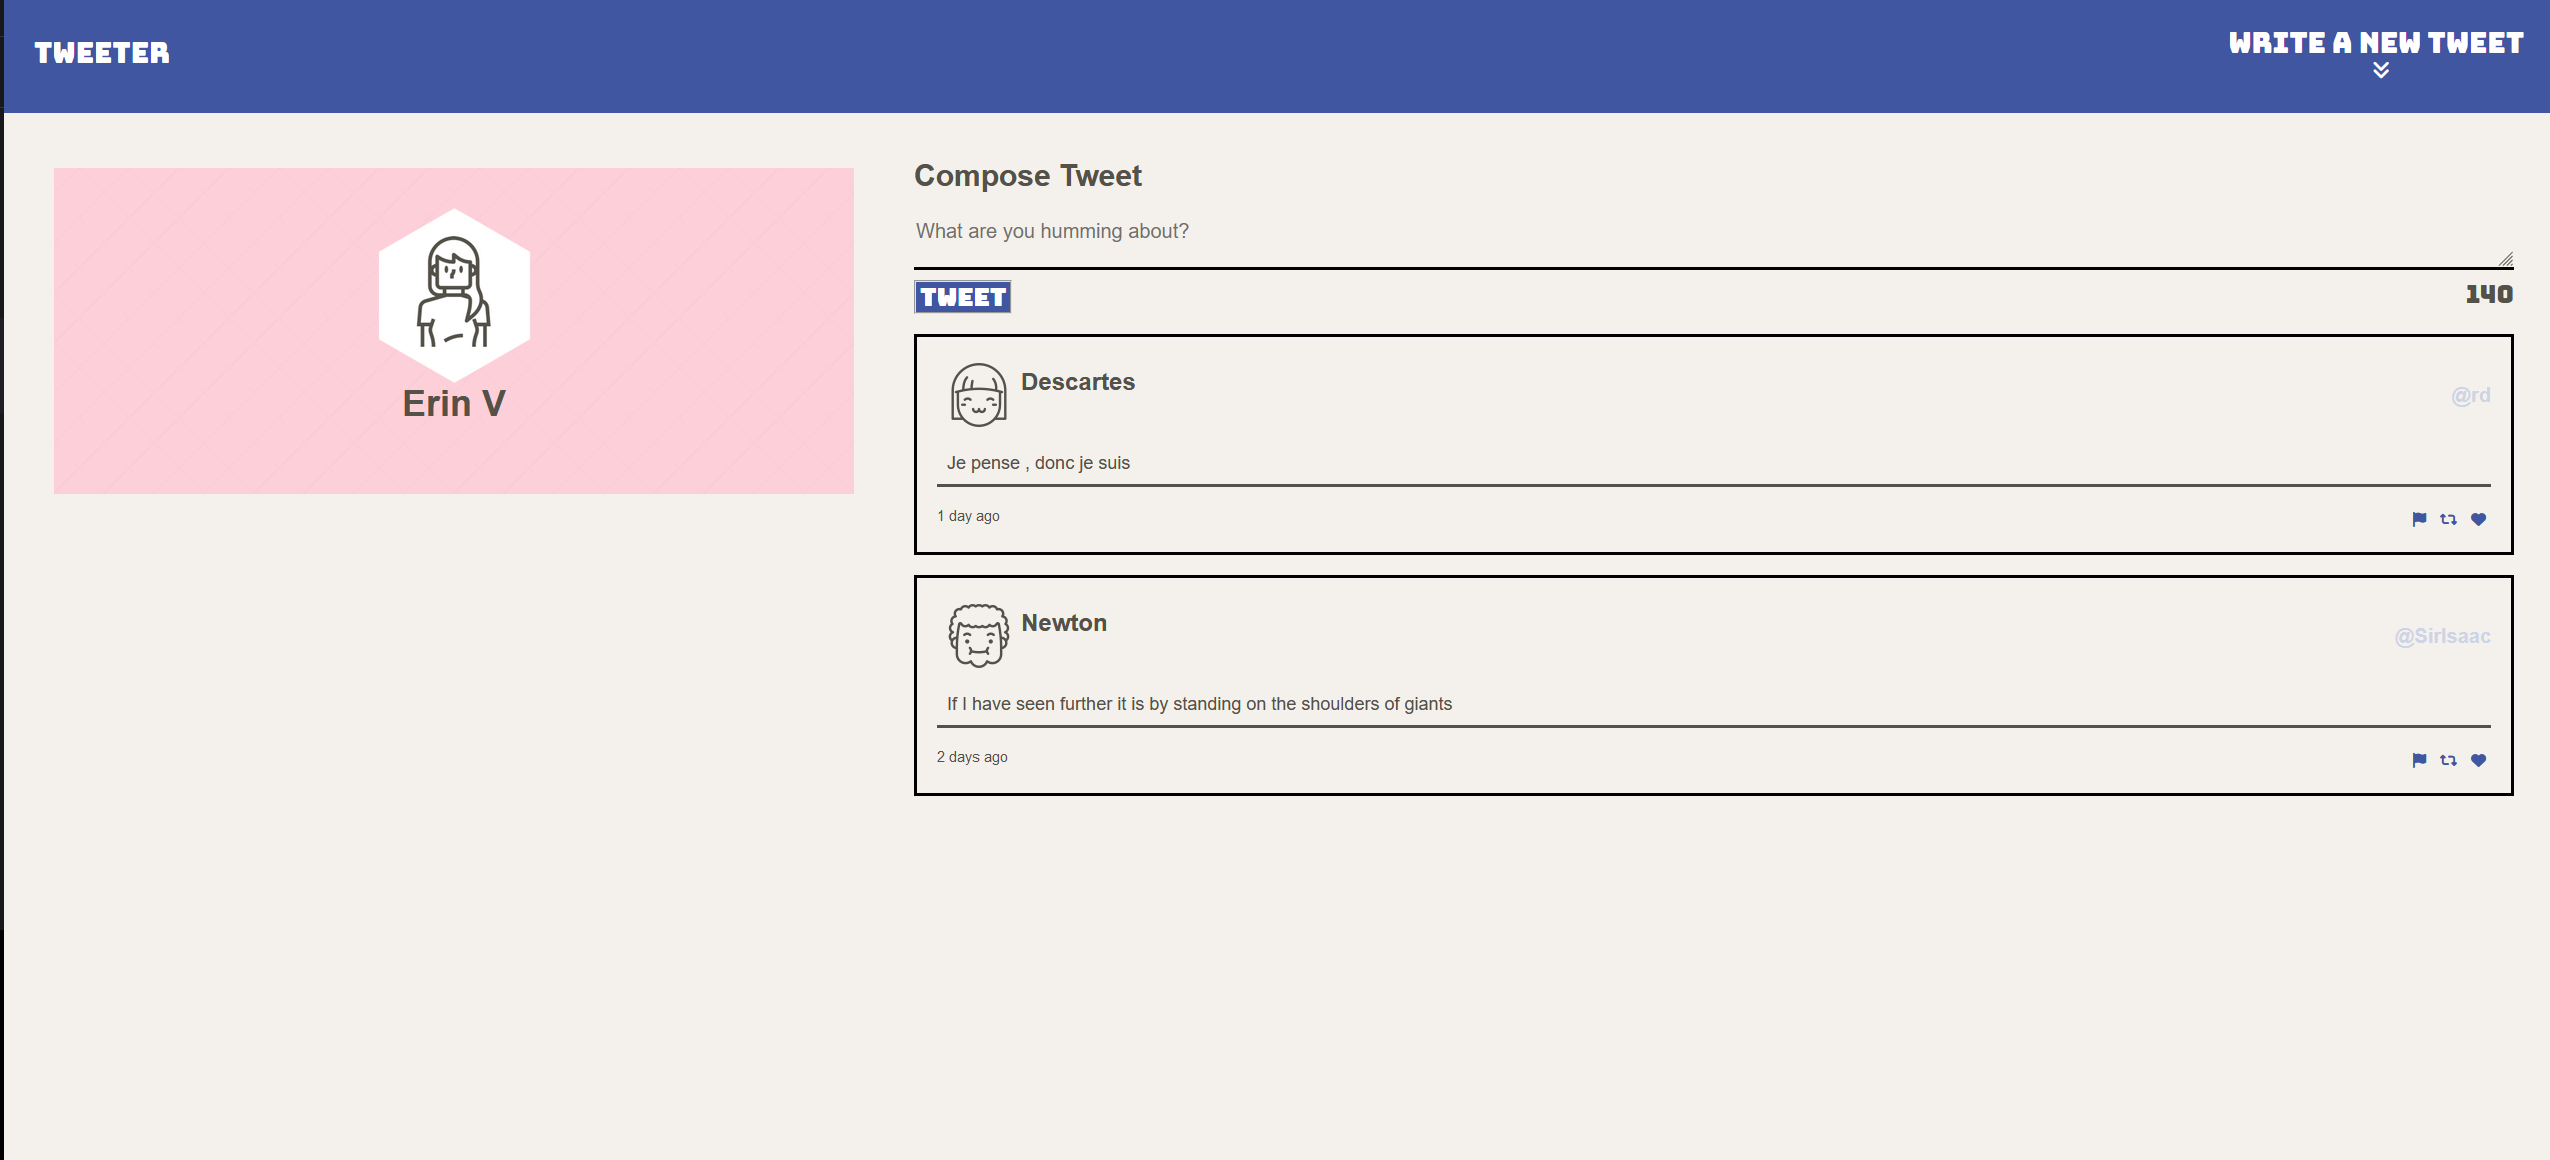 TWEETER
WRITE A NEW TWEET
Erin V
Compose Tweet
What are you humming about?
TWEET
140
Descartes
@rd
Je pense , donc je suis
1 day ago
Newton
@SirIsaac
If I have seen further it is by standing on the shoulders of giants
2 days ago